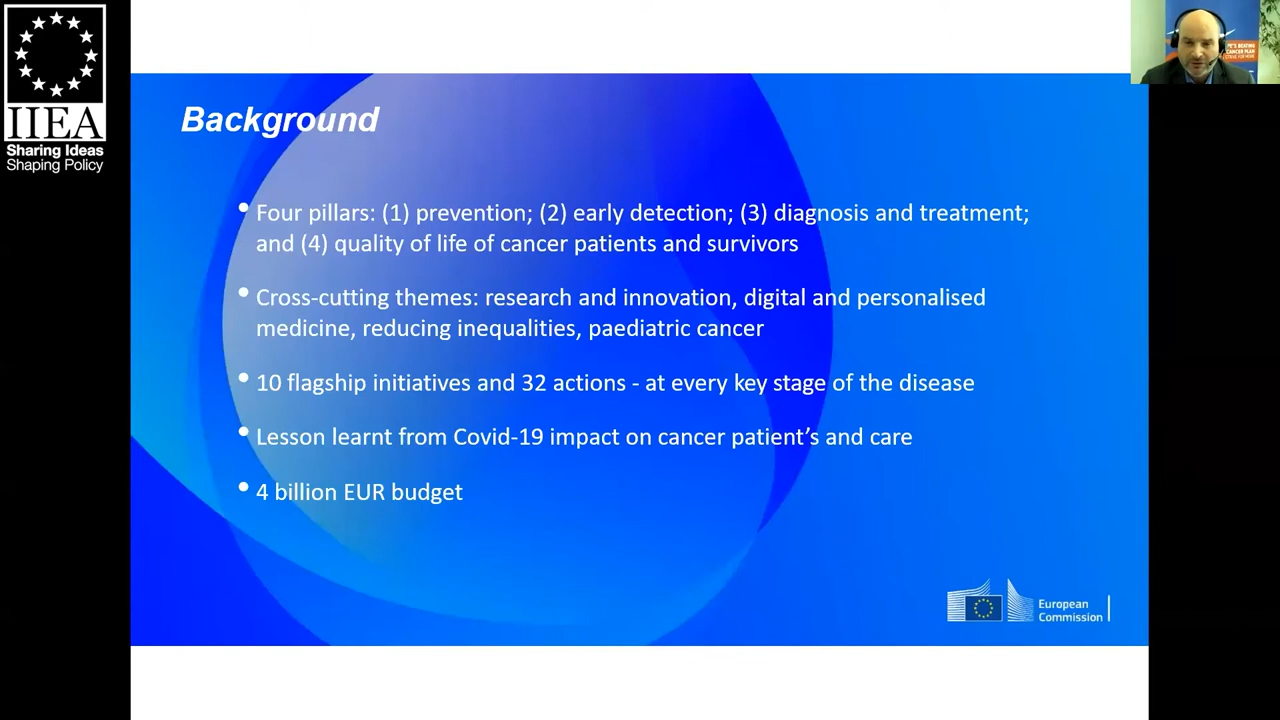 IIEA
Sharing Ideas
Shaping Policy
Background
• Four pillars: (1) prevention; (2) early detection; (3) diagnosis and treatment;
and (4) quality of life of cancer patients and survivors
• Cross-cutting themes: research and innovation, digital and personalised
medicine, reducing inequalities, paediatric cancer
• 10 flagship initiatives and 32 actions - at every key stage of the disease
• Lesson learnt from Covid-19 impact on cancer patient's and care
• 4 billion EUR budget
European
Commission
BEATING
CANCER PLAN